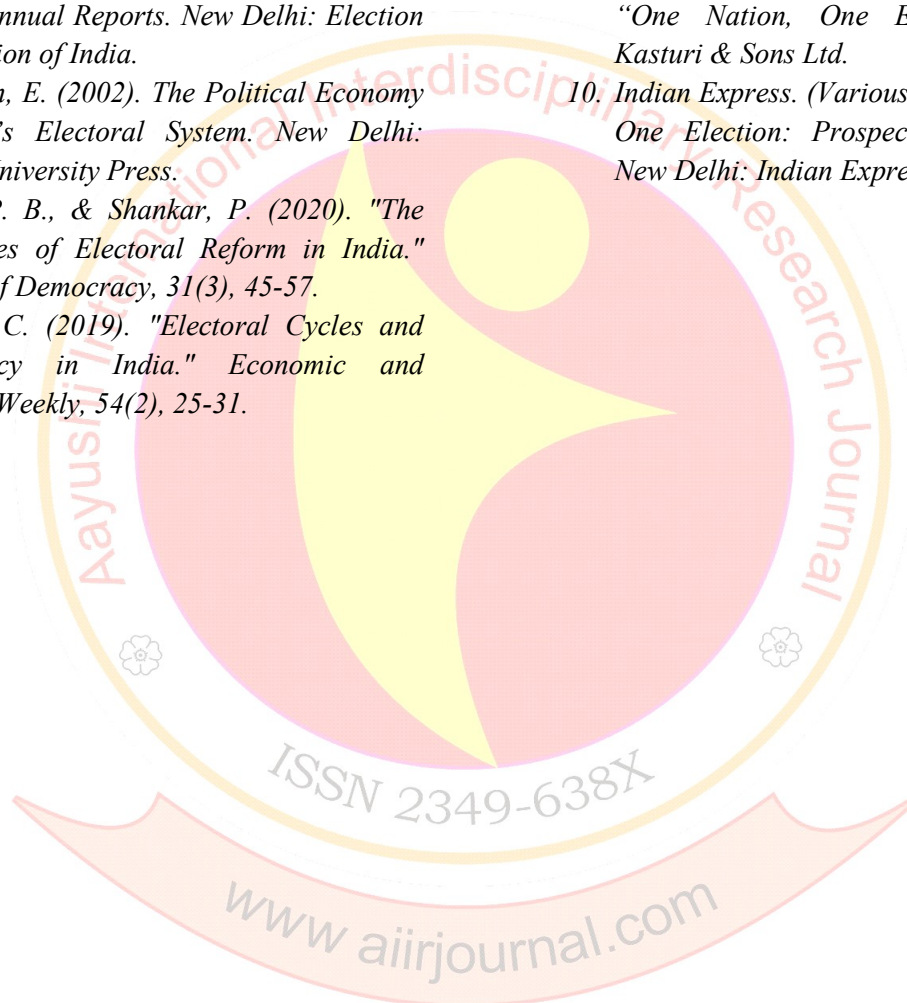 nnual Reports. New Delhi: Election
ion of India.
n, E. (2002). The Political Economy
's Electoral System. New Delhi:
niversity Press.
. B., & Shankar, P. (2020). "The
es of Electoral Reform in India."
f Democracy, 31(3), 45-57.
C. (2019). "Electoral Cycles and
cy in India." Economic and
Weekly, 54(2), 25-31.
“One Nation, One E
Kasturi & Sons Ltd.
10. Indian Express. (Various
One Election: Prospec
New Delhi: Indian Expre
Aayushi International Interdisciplinary Research Journal
ISSN 2349-638X
www aiirjournal.com